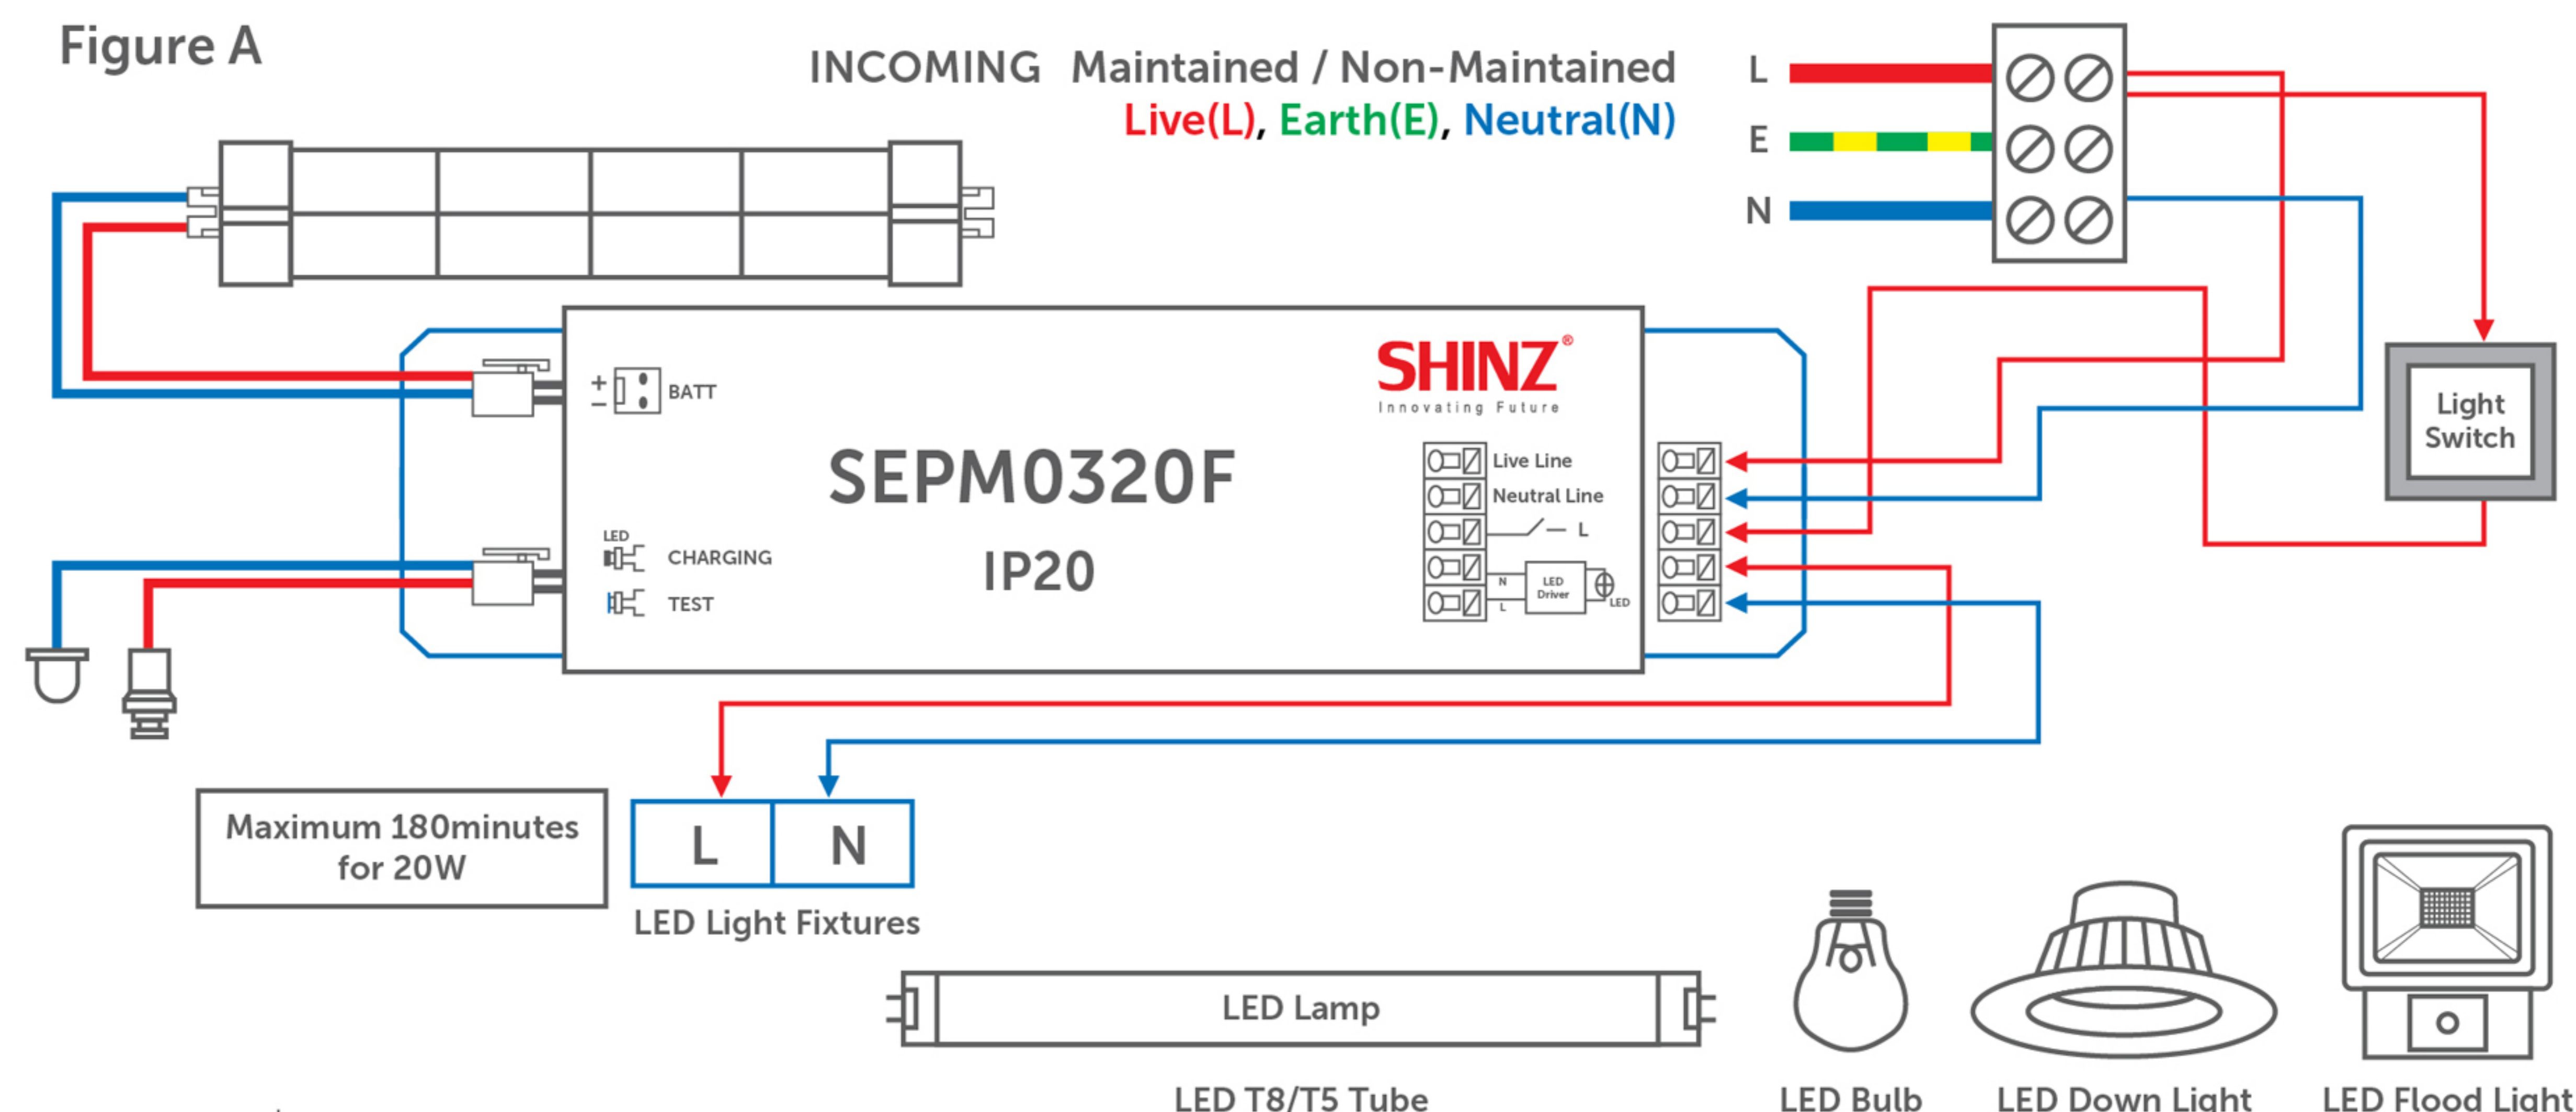 Figure A
INCOMING Maintained / Non-Maintained
Live(L), Earth(E), Neutral(N)
L
E
N
SHINZ®
Innovating Future
Light
Switch
+
−
BATT
SEPM0320F
IP20
LED
CHARGING
TEST
Live Line
Neutral Line
L
N
L
LED
Driver
LED
Maximum 180minutes
for 20W
L N
LED Light Fixtures
LED Lamp
LED T8/T5 Tube
LED Bulb
LED Down Light
LED Flood Light